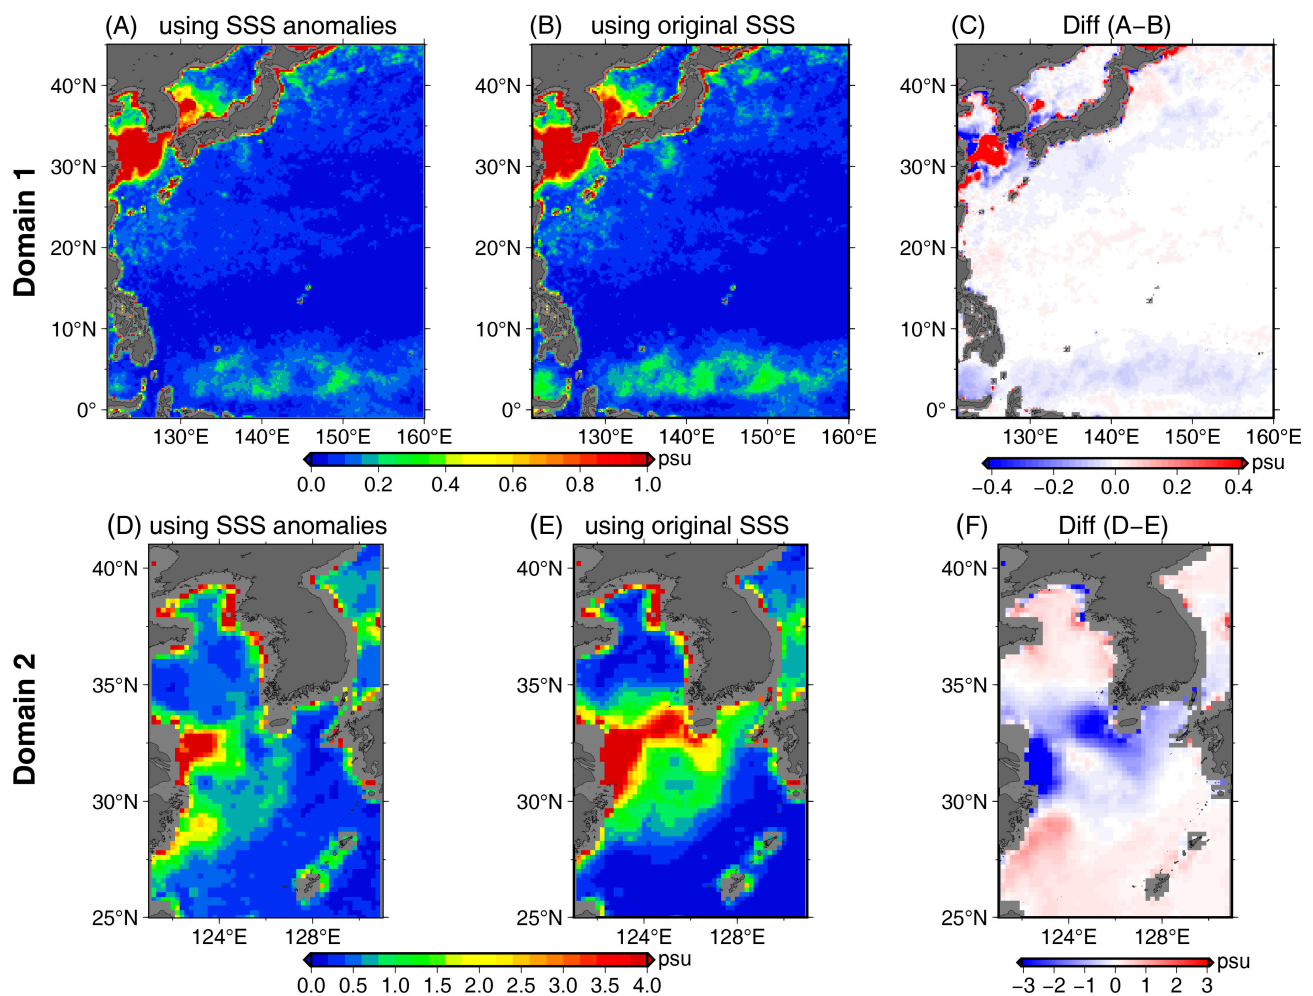 (A) using SSS anomalies (B) using original SSS (C) Diff (A−B)
Domain 1
40°N 40°N 40°N
30°N 30°N 30°N
20°N 20°N 20°N
10°N 10°N 10°N
0° 0° 0°
130°E 140°E 150°E 160°E 130°E 140°E 150°E 160°E 130°E 140°E 150°E 160°E
psu psu
0.0 0.2 0.4 0.6 0.8 1.0 −0.4 −0.2 0.0 0.2 0.4
(D) using SSS anomalies (E) using original SSS (F) Diff (D−E)
Domain 2
40°N 40°N 40°N
35°N 35°N 35°N
30°N 30°N 30°N
25°N 25°N 25°N
124°E 128°E 124°E 128°E 124°E 128°E
psu psu
0.0 0.5 1.0 1.5 2.0 2.5 3.0 3.5 4.0 −3 −2 −1 0 1 2 3